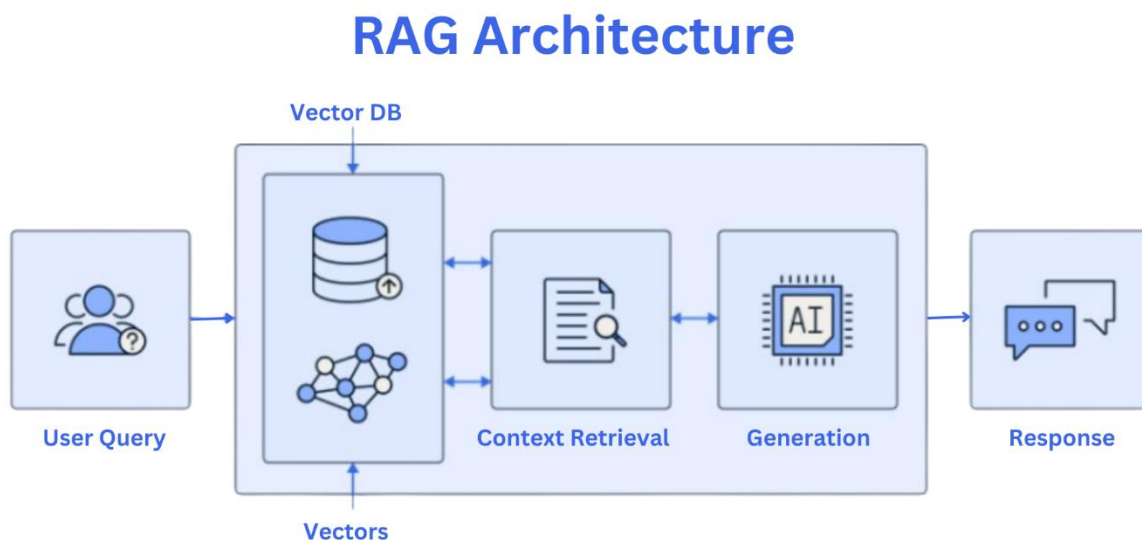 RAG Architecture
Vector DB
?
AI
User Query
Context Retrieval
Generation
Response
Vectors